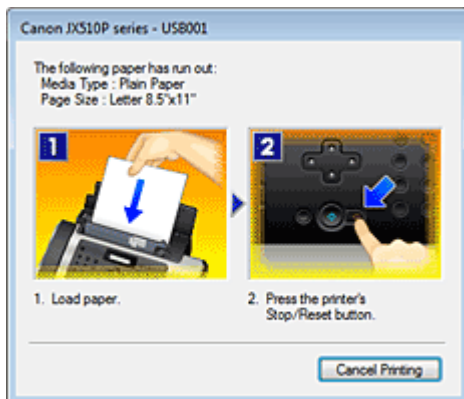 Canon JX510P series - USB001
The following paper has run out:
Media Type : Plain Paper
Page Size : Letter 8.5"x11"
1
2
1. Load paper.
2. Press the printer's
Stop/Reset button.
Cancel Printing